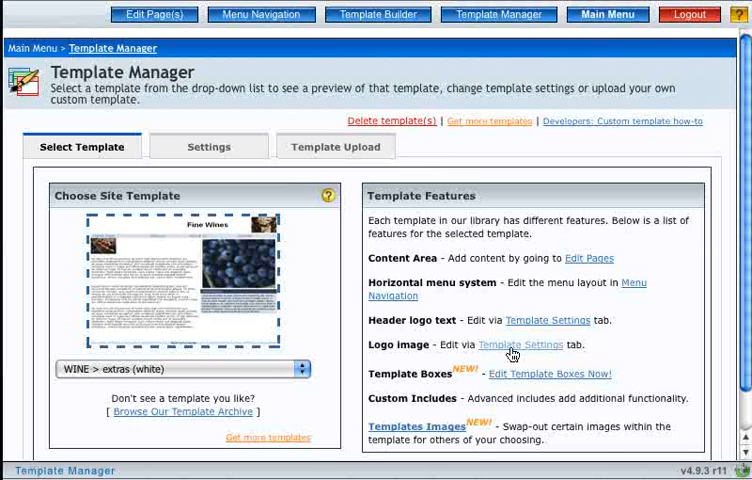 Edit Page(s) Menu Navigation Template Builder Template Manager Main Menu Logout ?
Main Menu > Template Manager
Template Manager
Select a template from the drop-down list to see a preview of that template, change template settings or upload your own
custom template.
Delete template(s) | Get more templates | Developers: Custom template how-to
Select Template Settings Template Upload
Choose Site Template ?
Fine Wines
WINE > extras (white)
Don't see a template you like?
[ Browse Our Template Archive ]
Get more templates
Template Features
Each template in our library has different features. Below is a list of
features for the selected template.
Content Area - Add content by going to Edit Pages
Horizontal menu system - Edit the menu layout in Menu
Navigation
Header logo text - Edit via Template Settings tab.
Logo image - Edit via Template Settings tab.
Template Boxes NEW! - Edit Template Boxes Now!
Custom Includes - Advanced includes add additional functionality.
Templates Images NEW! - Swap-out certain images within the
template for others of your choosing.
Template Manager v4.9.3 r11